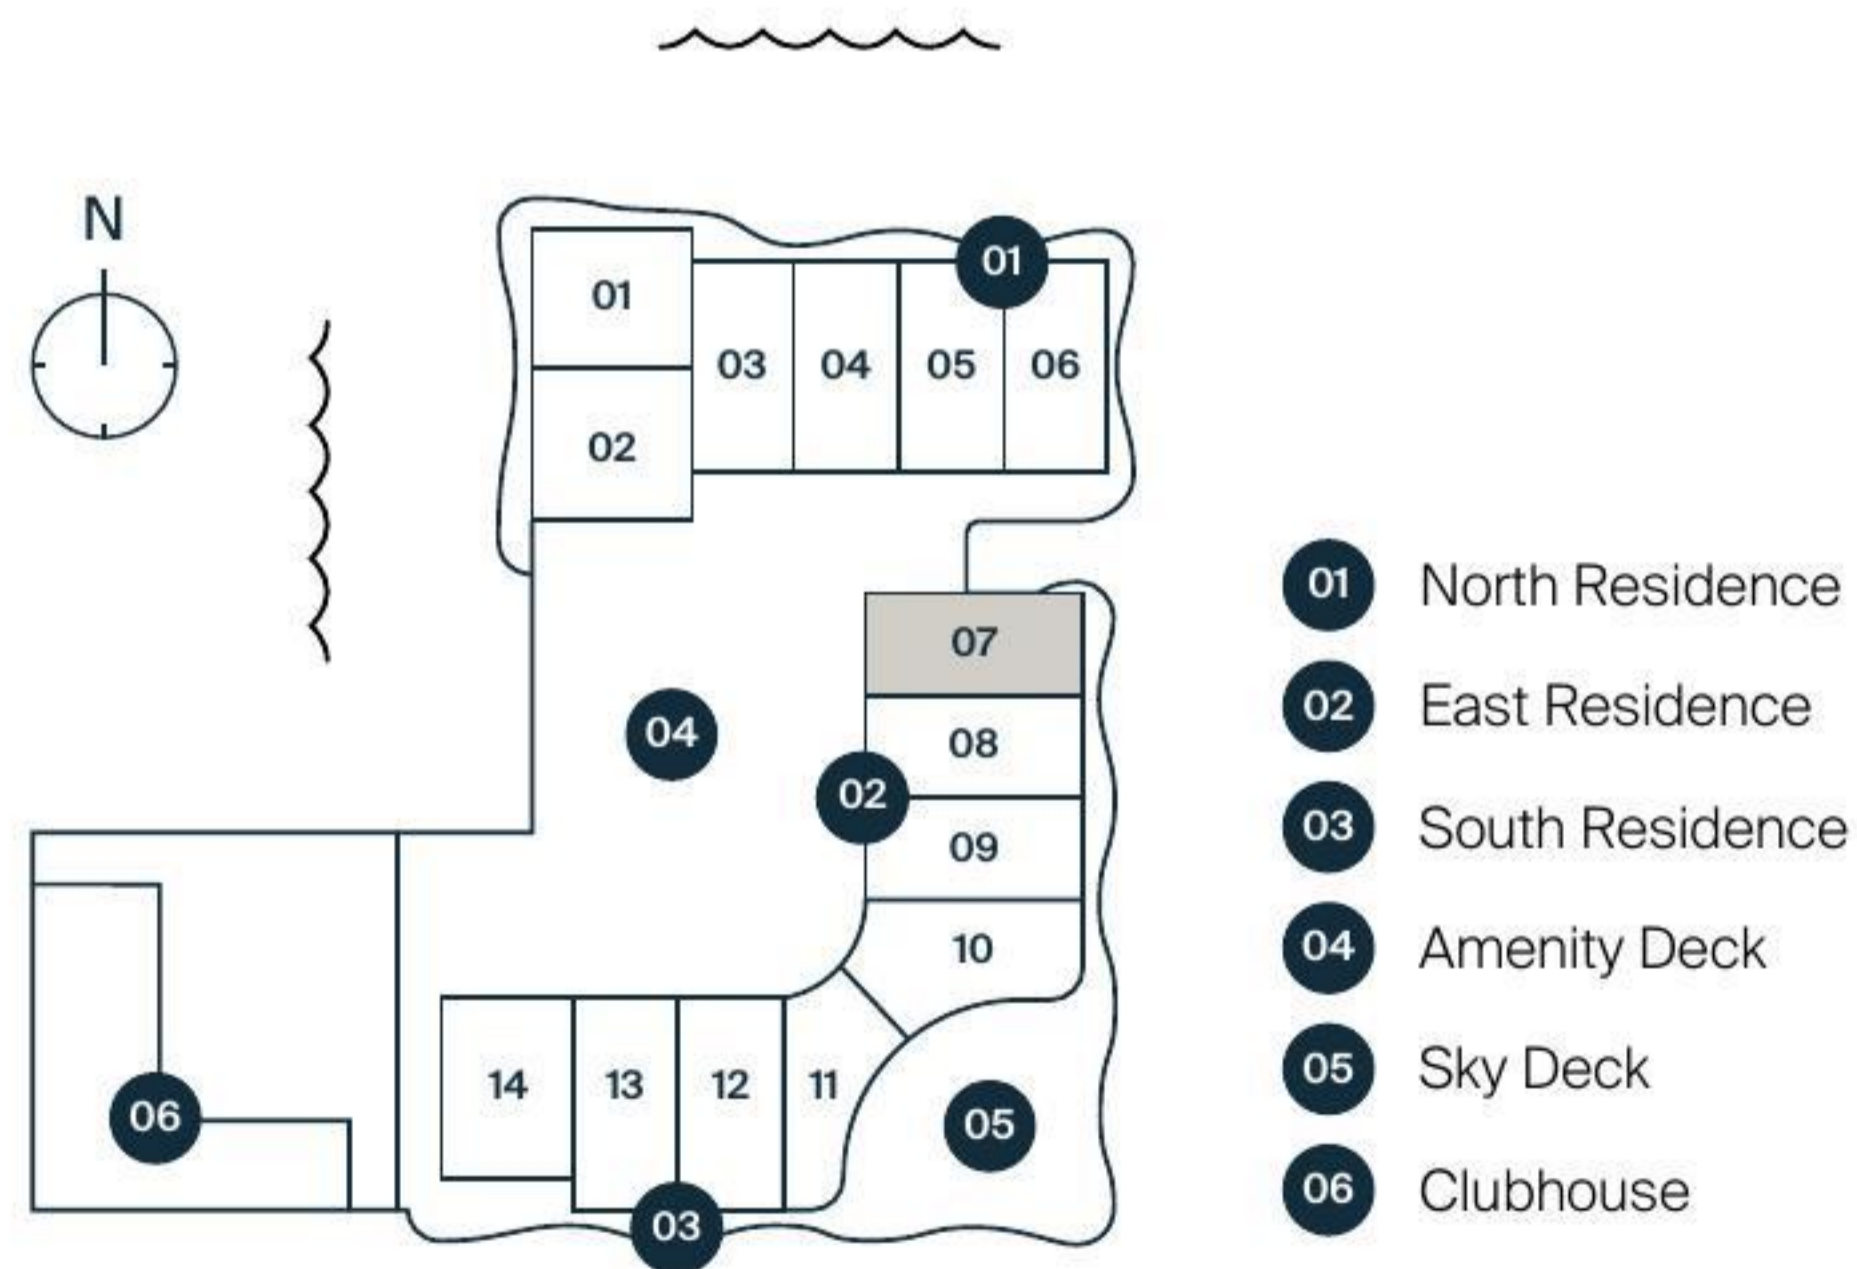 N
01
01
03
04
05
06
02
07
04
08
02
09
10
14
13
12
11
06
05
03
01 North Residence
02 East Residence
03 South Residence
04 Amenity Deck
05 Sky Deck
06 Clubhouse